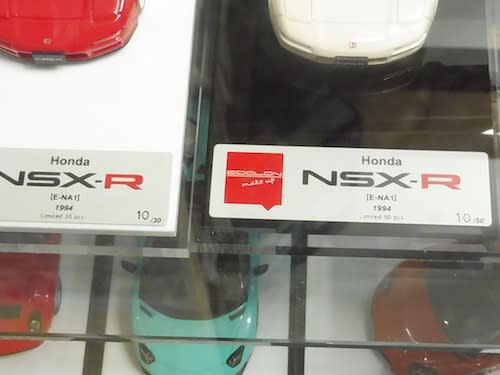 Honda
NSX-R
[E-NA1]
1994
Limited 30 pcs
10/30
EIDOLON
make up
Honda
NSX-R
[E-NA1]
1994
Limited 50 pcs
10/50